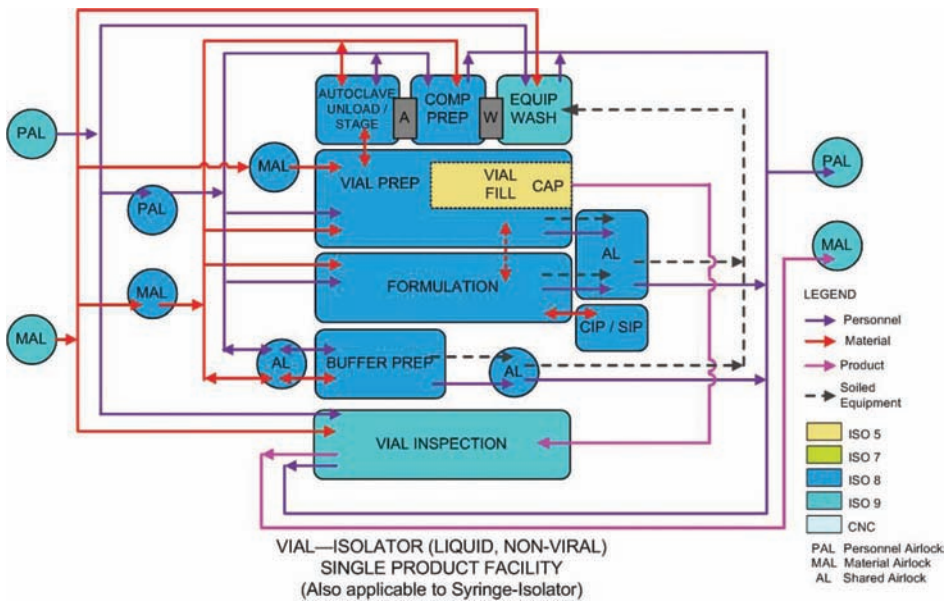 AUTOCLAVE
UNLOAD /
STAGE
A
COMP
PREP
W
EQUIP
WASH
PAL
MAL
VIAL PREP
VIAL
FILL
CAP
PAL
PAL
AL
MAL
MAL
FORMULATION
LEGEND
Personnel
Material
Product
Soiled
Equipment
MAL
CIP / SIP
AL
BUFFER PREP
AL
VIAL INSPECTION
ISO 5
ISO 7
ISO 8
ISO 9
CNC
PAL Personnel Airlock
MAL Material Airlock
AL Shared Airlock
VIAL—ISOLATOR (LIQUID, NON-VIRAL)
SINGLE PRODUCT FACILITY
(Also applicable to Syringe-Isolator)